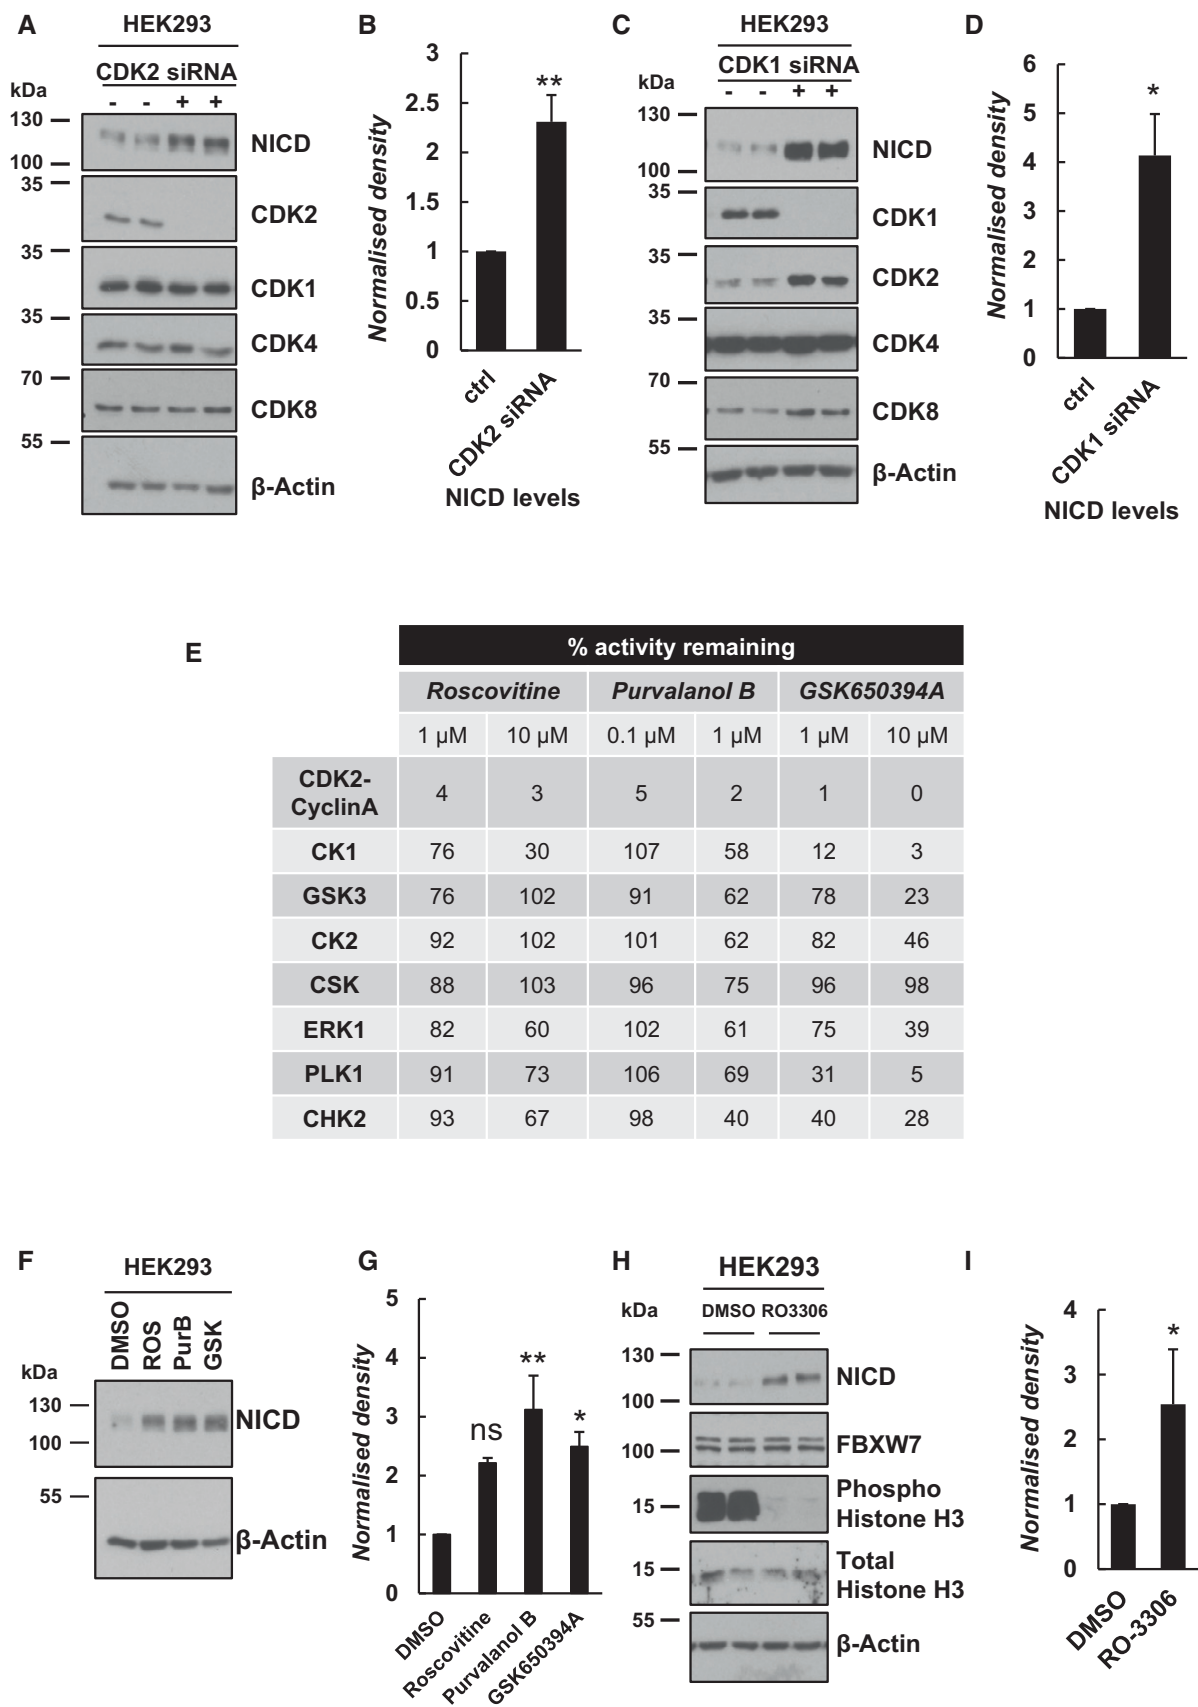 A
HEK293
CDK2 siRNA
kDa
- - + +
130
100
NICD
35
CDK2
35
CDK1
35
CDK4
70
CDK8
55
β-Actin
B
Normalised density
3
2.5
2
1.5
1
0.5
0
**
ctrl
CDK2 siRNA
NICD levels
C
HEK293
CDK1 siRNA
kDa
- - + +
130
100
NICD
35
CDK1
35
CDK2
35
CDK4
70
CDK8
55
β-Actin
D
Normalised density
6
5
4
3
2
1
0
*
ctrl
CDK1 siRNA
NICD levels
E
% activity remaining
Roscovitine Purvalanol B GSK650394A
1 µM 10 µM 0.1 µM 1 µM 1 µM 10 µM
CDK2-
CyclinA 4 3 5 2 1 0
CK1 76 30 107 58 12 3
GSK3 76 102 91 62 78 23
CK2 92 102 101 62 82 46
CSK 88 103 96 75 96 98
ERK1 82 60 102 61 75 39
PLK1 91 73 106 69 31 5
CHK2 93 67 98 40 40 28
F
HEK293
DMSO
ROS
PurB
GSK
kDa
130
100
NICD
55
β-Actin
G
Normalised density
5
4
3
2
1
0
ns
**
*
DMSO
Roscovitine
Purvalanol B
GSK650394A
H
HEK293
kDa
DMSO RO3306
130
100
NICD
100
FBXW7
15
Phospho
Histone H3
15
Total
Histone H3
55
β-Actin
I
Normalised density
4
3
2
1
0
*
DMSO
RO-3306